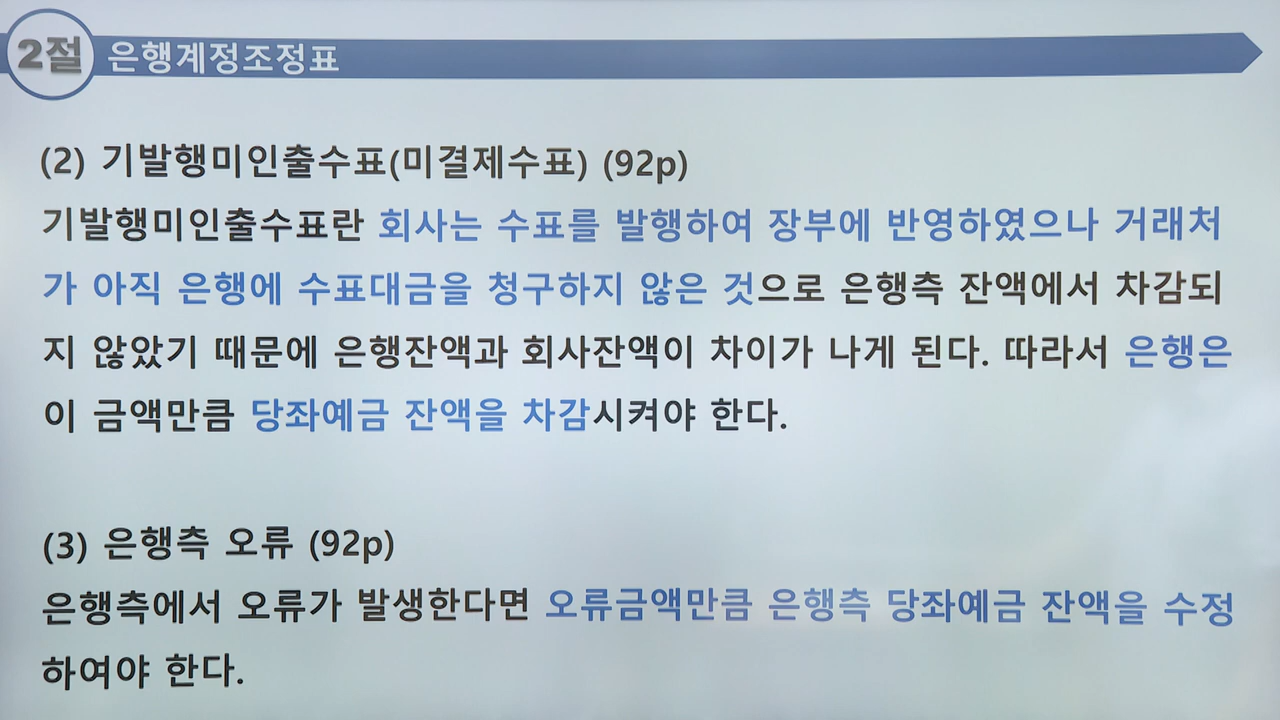 2절 은행계정조정표
(2) 기발행미인출수표(미결제수표) (92p)
기발행미인출수표란 회사는 수표를 발행하여 장부에 반영하였으나 거래처
가 아직 은행에 수표대금을 청구하지 않은 것으로 은행측 잔액에서 차감되
지 않았기 때문에 은행잔액과 회사잔액이 차이가 나게 된다. 따라서 은행은
이 금액만큼 당좌예금 잔액을 차감시켜야 한다.
(3) 은행측 오류 (92p)
은행측에서 오류가 발생한다면 오류금액만큼 은행측 당좌예금 잔액을 수정
하여야 한다.